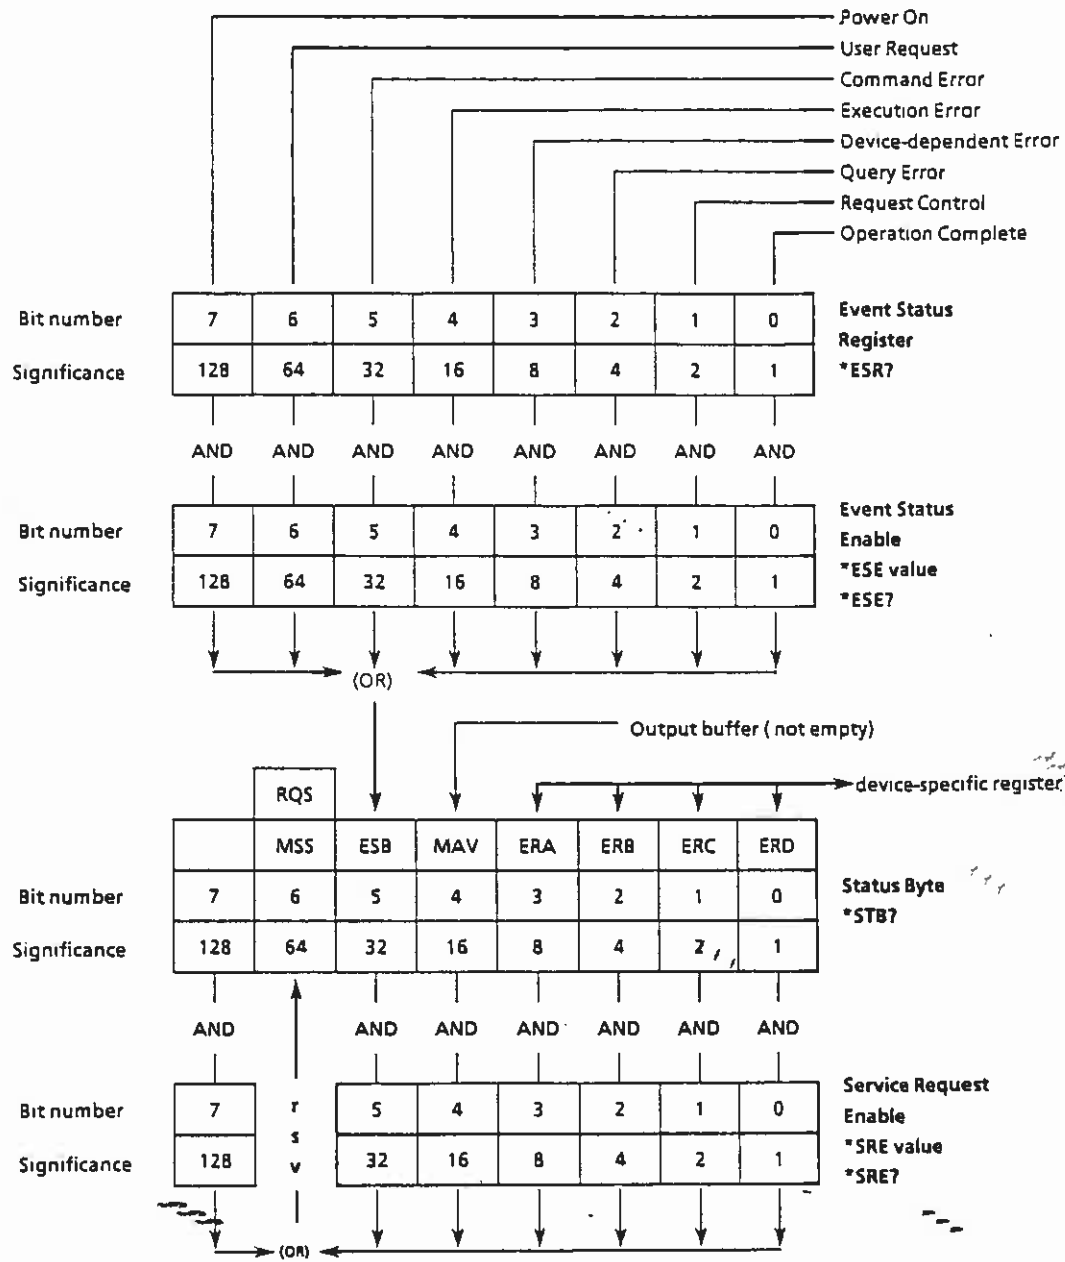 Power On
User Request
Command Error
Execution Error
Device-dependent Error
Query Error
Request Control
Operation Complete
Bit number 7 6 5 4 3 2 1 0 Event Status
Register
Significance 128 64 32 16 8 4 2 1 *ESR?
AND AND AND AND AND AND AND AND
Bit number 7 6 5 4 3 2 1 0 Event Status
Enable
Significance 128 64 32 16 8 4 2 1 *ESE value
*ESE?
(OR)
Output buffer ( not empty)
RQS device-specific register
MSS ESB MAV ERA ERB ERC ERD
Bit number 7 6 5 4 3 2 1 0 Status Byte
*STB?
Significance 128 64 32 16 8 4 2 1
AND AND AND AND AND AND AND
Bit number 7 r 5 4 3 2 1 0 Service Request
Enable
s
Significance 128 v 32 16 8 4 2 1 *SRE value
*SRE?
(OR)